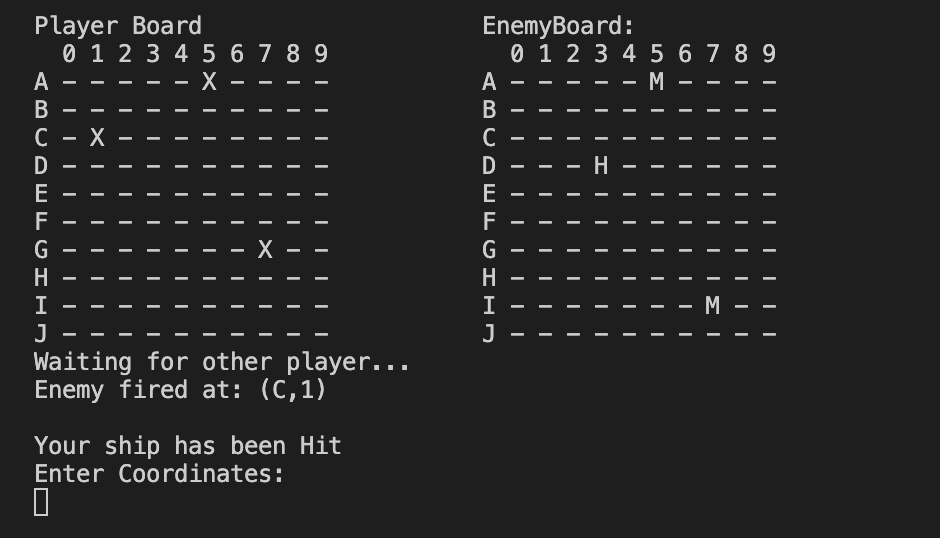 Player Board                    EnemyBoard:
  0 1 2 3 4 5 6 7 8 9             0 1 2 3 4 5 6 7 8 9
A - - - - - X - - - -           A - - - - - M - - - -
B - - - - - - - - - -           B - - - - - - - - - -
C - X - - - - - - - -           C - - - - - - - - - -
D - - - - - - - - - -           D - - - H - - - - - -
E - - - - - - - - - -           E - - - - - - - - - -
F - - - - - - - - - -           F - - - - - - - - - -
G - - - - - - - X - -           G - - - - - - - - - -
H - - - - - - - - - -           H - - - - - - - - - -
I - - - - - - - - - -           I - - - - - - - M - -
J - - - - - - - - - -           J - - - - - - - - - -
Waiting for other player...
Enemy fired at: (C,1)
Your ship has been Hit
Enter Coordinates: